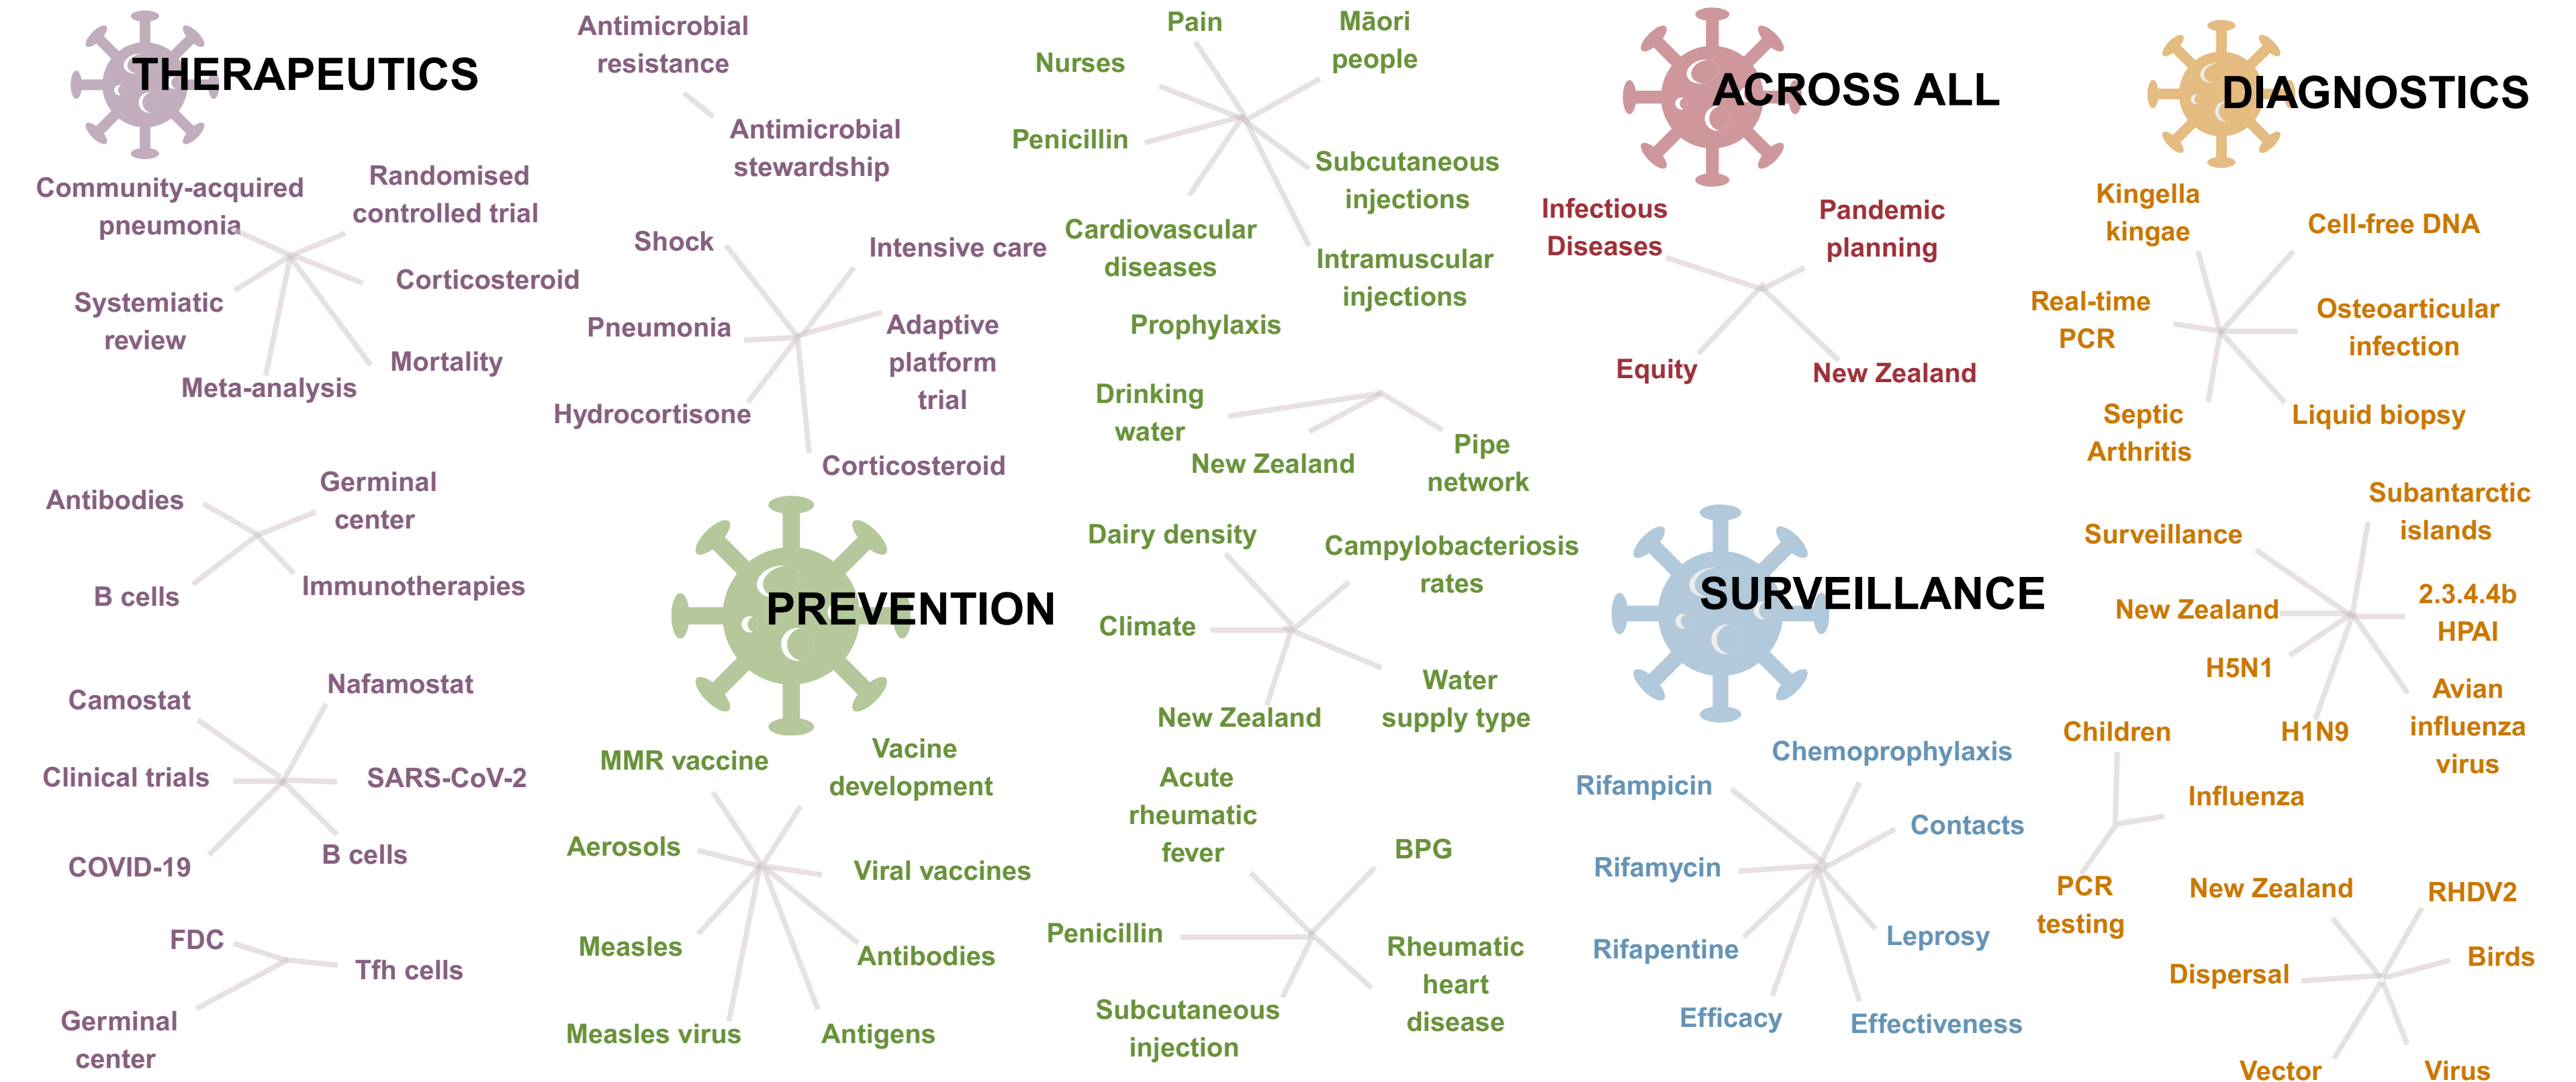 THERAPEUTICS
Community-acquired
pneumonia
Randomised
controlled trial
Corticosteroid
Systemiatic
review
Mortality
Meta-analysis
Antibodies
Germinal
center
B cells
Immunotherapies
Camostat
Nafamostat
Clinical trials
SARS-CoV-2
COVID-19
B cells
FDC
Tfh cells
Germinal
center
Antimicrobial
resistance
Antimicrobial
stewardship
Shock
Intensive care
Pneumonia
Adaptive
platform
trial
Hydrocortisone
Corticosteroid
PREVENTION
MMR vaccine
Vacine
development
Aerosols
Viral vaccines
Measles
Antibodies
Measles virus
Antigens
Pain
Māori
people
Nurses
Penicillin
Subcutaneous
injections
Cardiovascular
diseases
Intramuscular
injections
Prophylaxis
Drinking
water
New Zealand
Pipe
network
Dairy density
Campylobacteriosis
rates
Climate
Water
supply type
New Zealand
Acute
rheumatic
fever
BPG
Penicillin
Rheumatic
heart
disease
Subcutaneous
injection
ACROSS ALL
Infectious
Diseases
Pandemic
planning
Equity
New Zealand
SURVEILLANCE
Chemoprophylaxis
Rifampicin
Contacts
Rifamycin
Leprosy
Rifapentine
Efficacy
Effectiveness
DIAGNOSTICS
Kingella
kingae
Cell-free DNA
Real-time
PCR
Osteoarticular
infection
Septic
Arthritis
Liquid biopsy
Subantarctic
islands
Surveillance
New Zealand
2.3.4.4b
HPAI
H5N1
Avian
influenza
virus
H1N9
Children
Influenza
PCR
testing
New Zealand
RHDV2
Birds
Dispersal
Vector
Virus